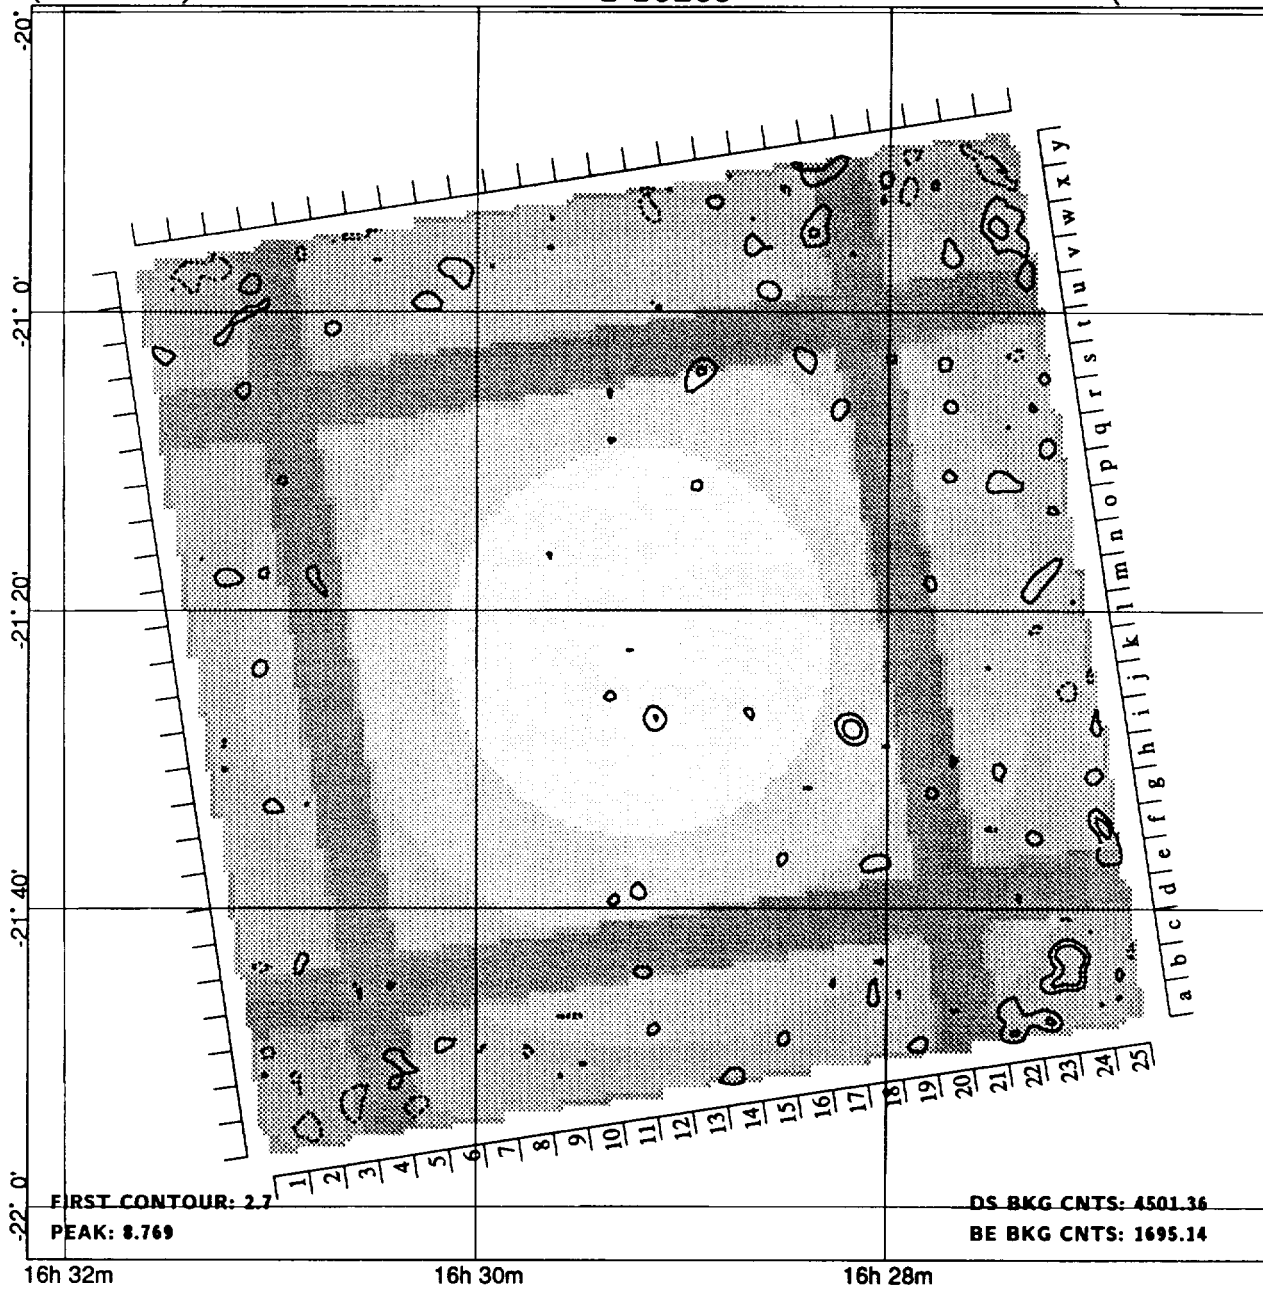 -20°
y
x
w
v
u
t
s
r
q
p
o
n
m
l
k
j
i
h
g
f
e
d
c
b
a
-21° 0'
-21° 20'
-21° 40'
-22° 0'
1 2 3 4 5 6 7 8 9 10 11 12 13 14 15 16 17 18 19 20 21 22 23 24 25
FIRST CONTOUR: 2.7
PEAK: 8.769
DS BKG CNTS: 4501.36
BE BKG CNTS: 1695.14
16h 32m 16h 30m 16h 28m